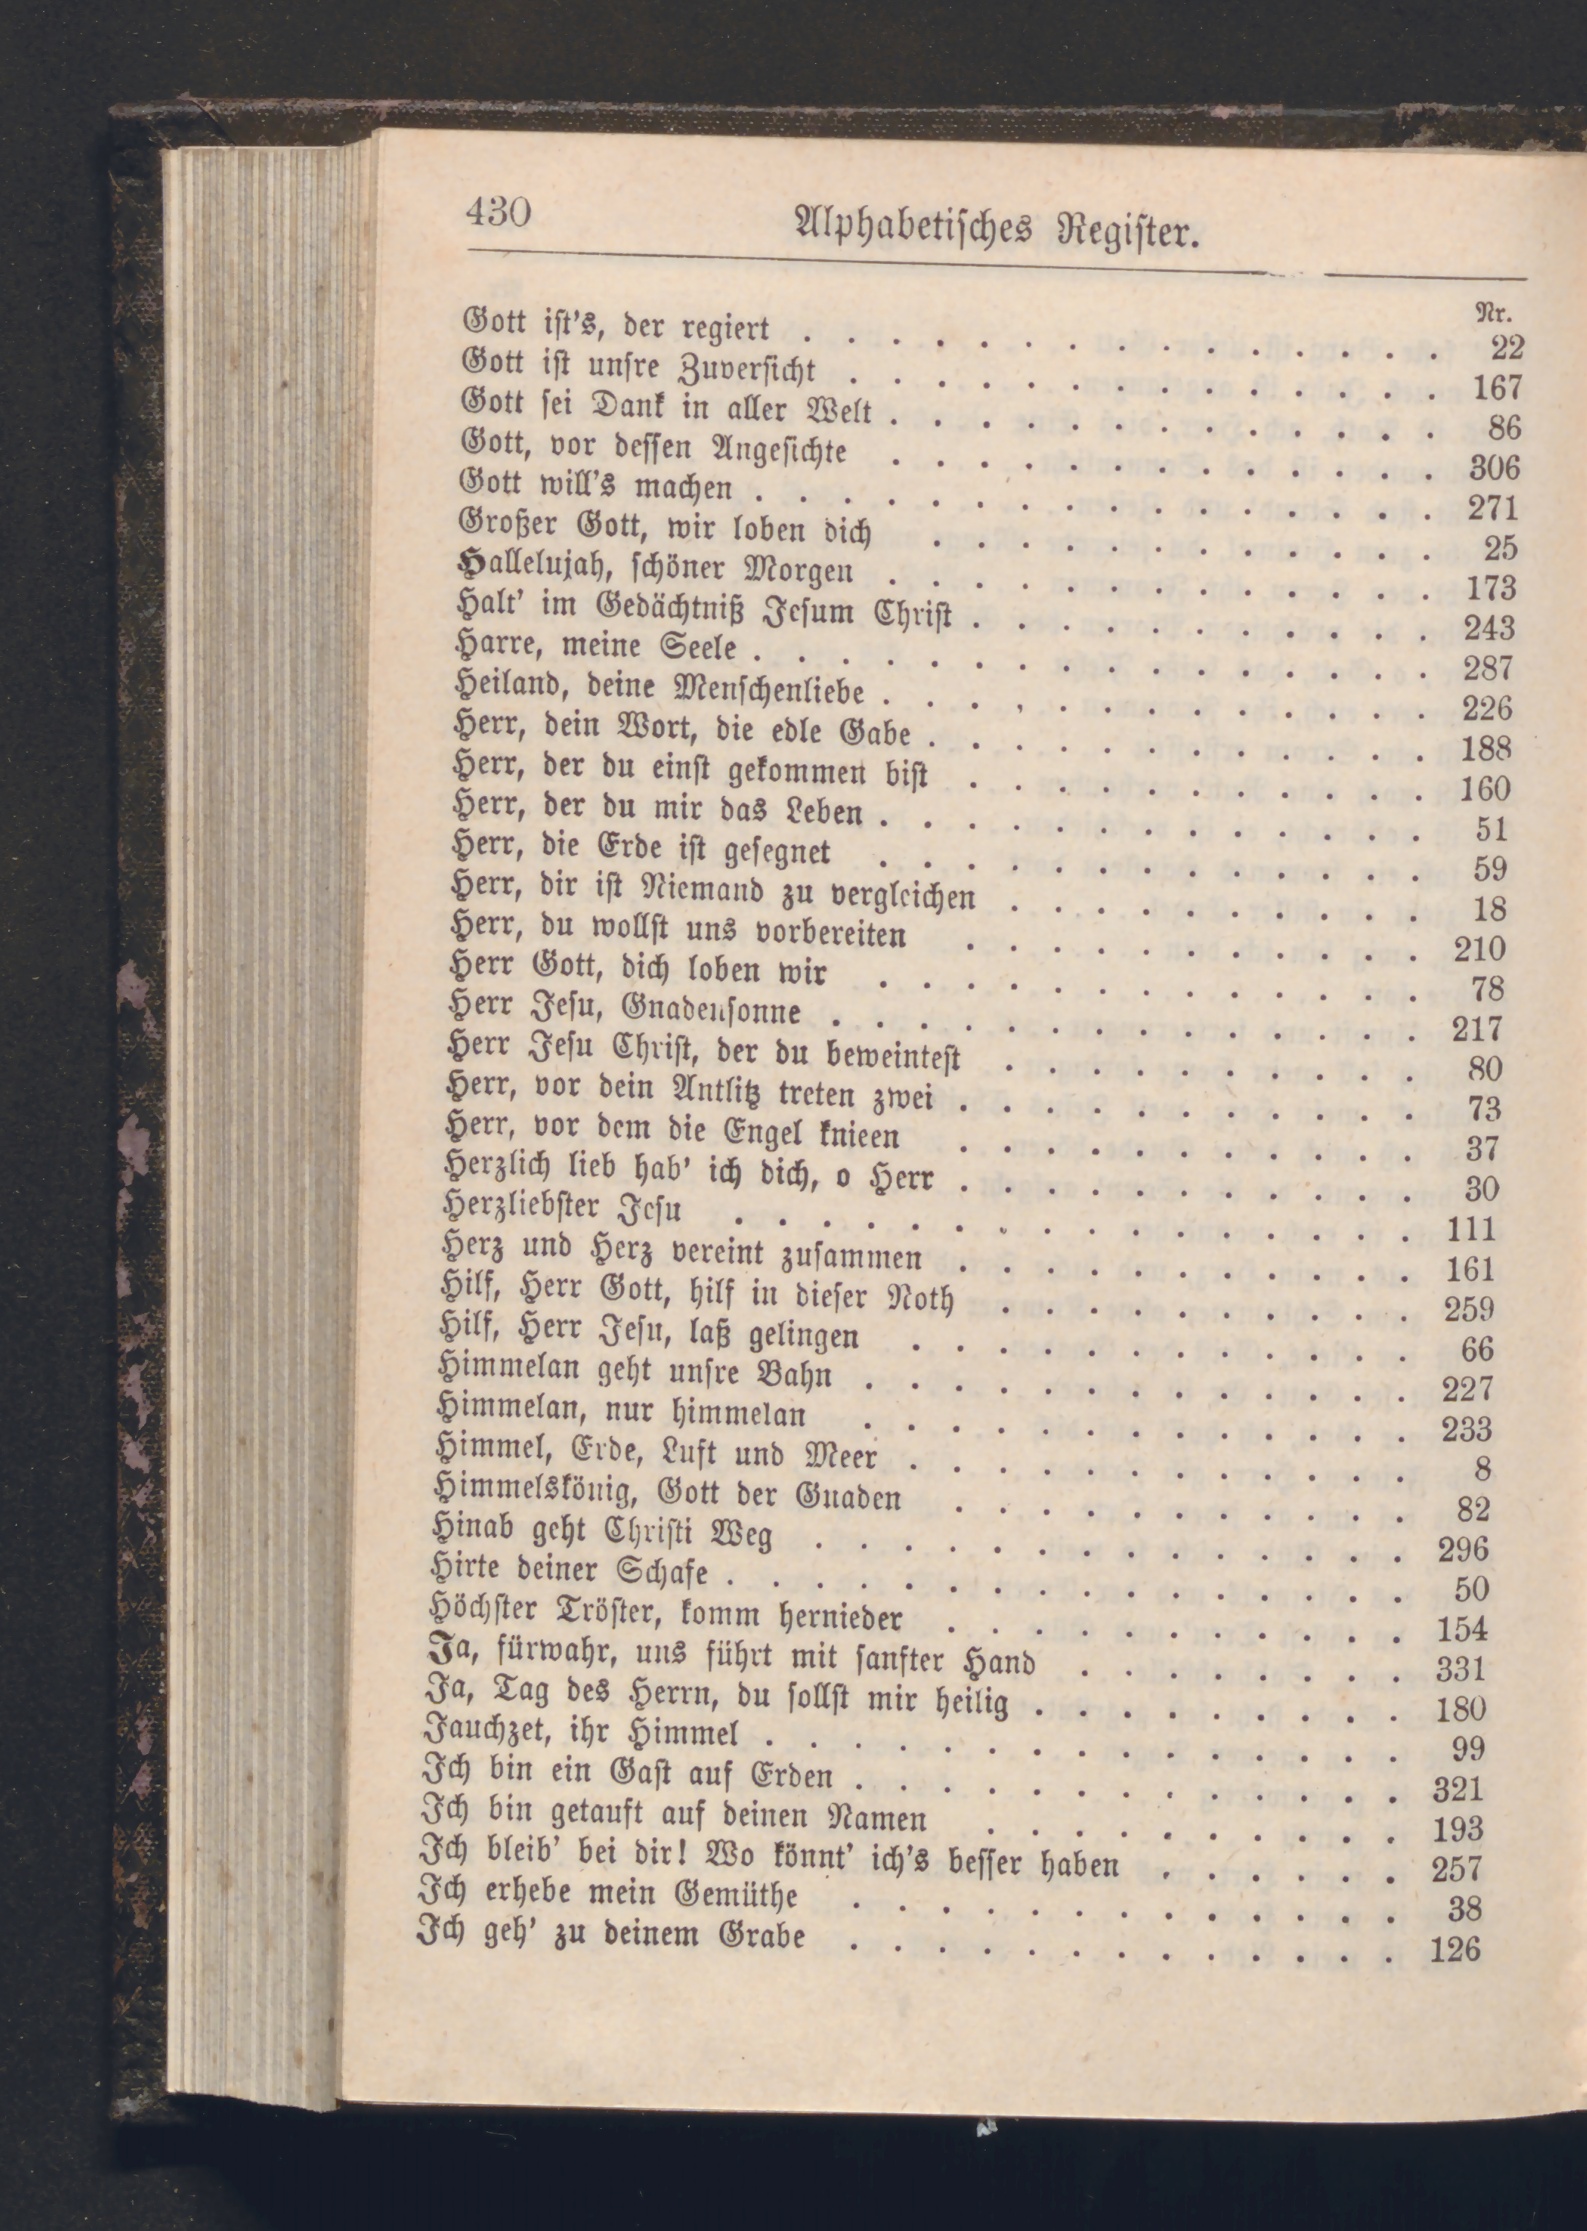 430 Alphabetisches Register.
Nr.
Gott ist's, der regiert . . . . . . . . . . . . . . . 22
Gott ist unsre Zuversicht . . . . . . . . . . . . . . 167
Gott sei Dank in aller Welt . . . . . . . . . . . . . 86
Gott, vor dessen Angesichte . . . . . . . . . . . . . 306
Gott will's machen . . . . . . . . . . . . . . . . 271
Großer Gott, wir loben dich . . . . . . . . . . . . 25
Hallelujah, schöner Morgen . . . . . . . . . . . . . 173
Halt' im Gedächtniß Jesum Christ . . . . . . . . . . . 243
Harre, meine Seele . . . . . . . . . . . . . . . . 287
Heiland, deine Menschenliebe . . . . . . . . . . . . . 226
Herr, dein Wort, die edle Gabe . . . . . . . . . . . . 188
Herr, der du einst gekommen bist . . . . . . . . . . . 160
Herr, der du mir das Leben . . . . . . . . . . . . . 51
Herr, die Erde ist gesegnet . . . . . . . . . . . . . 59
Herr, dir ist Niemand zu vergleichen . . . . . . . . . . 18
Herr, du wollst uns vorbereiten . . . . . . . . . . . 210
Herr Gott, dich loben wir . . . . . . . . . . . . . 78
Herr Jesu, Gnadensonne . . . . . . . . . . . . . . 217
Herr Jesu Christ, der du beweintest . . . . . . . . . . 80
Herr, vor dein Antlitz treten zwei . . . . . . . . . . . 73
Herr, vor dem die Engel knieen . . . . . . . . . . . 37
Herzlich lieb hab' ich dich, o Herr . . . . . . . . . . . 30
Herzliebster Jesu . . . . . . . . . . . . . . . . 111
Herz und Herz vereint zusammen . . . . . . . . . . . 161
Hilf, Herr Gott, hilf in dieser Noth . . . . . . . . . . 259
Hilf, Herr Jesu, laß gelingen . . . . . . . . . . . . 66
Himmelan geht unsre Bahn . . . . . . . . . . . . . 227
Himmelan, nur himmelan . . . . . . . . . . . . . 233
Himmel, Erde, Luft und Meer . . . . . . . . . . . . 8
Himmelskönig, Gott der Gnaden . . . . . . . . . . . 82
Hinab geht Christi Weg . . . . . . . . . . . . . . 296
Hirte deiner Schafe . . . . . . . . . . . . . . . . 50
Höchster Tröster, komm hernieder . . . . . . . . . . . 154
Ja, fürwahr, uns führt mit sanfter Hand . . . . . . . . 331
Ja, Tag des Herrn, du sollst mir heilig . . . . . . . . . 180
Jauchzet, ihr Himmel . . . . . . . . . . . . . . . 99
Ich bin ein Gast auf Erden . . . . . . . . . . . . . 321
Ich bin getauft auf deinen Namen . . . . . . . . . . 193
Ich bleib' bei dir! Wo könnt' ich's besser haben . . . . . . 257
Ich erhebe mein Gemüthe . . . . . . . . . . . . . 38
Ich geh' zu deinem Grabe . . . . . . . . . . . . . 126